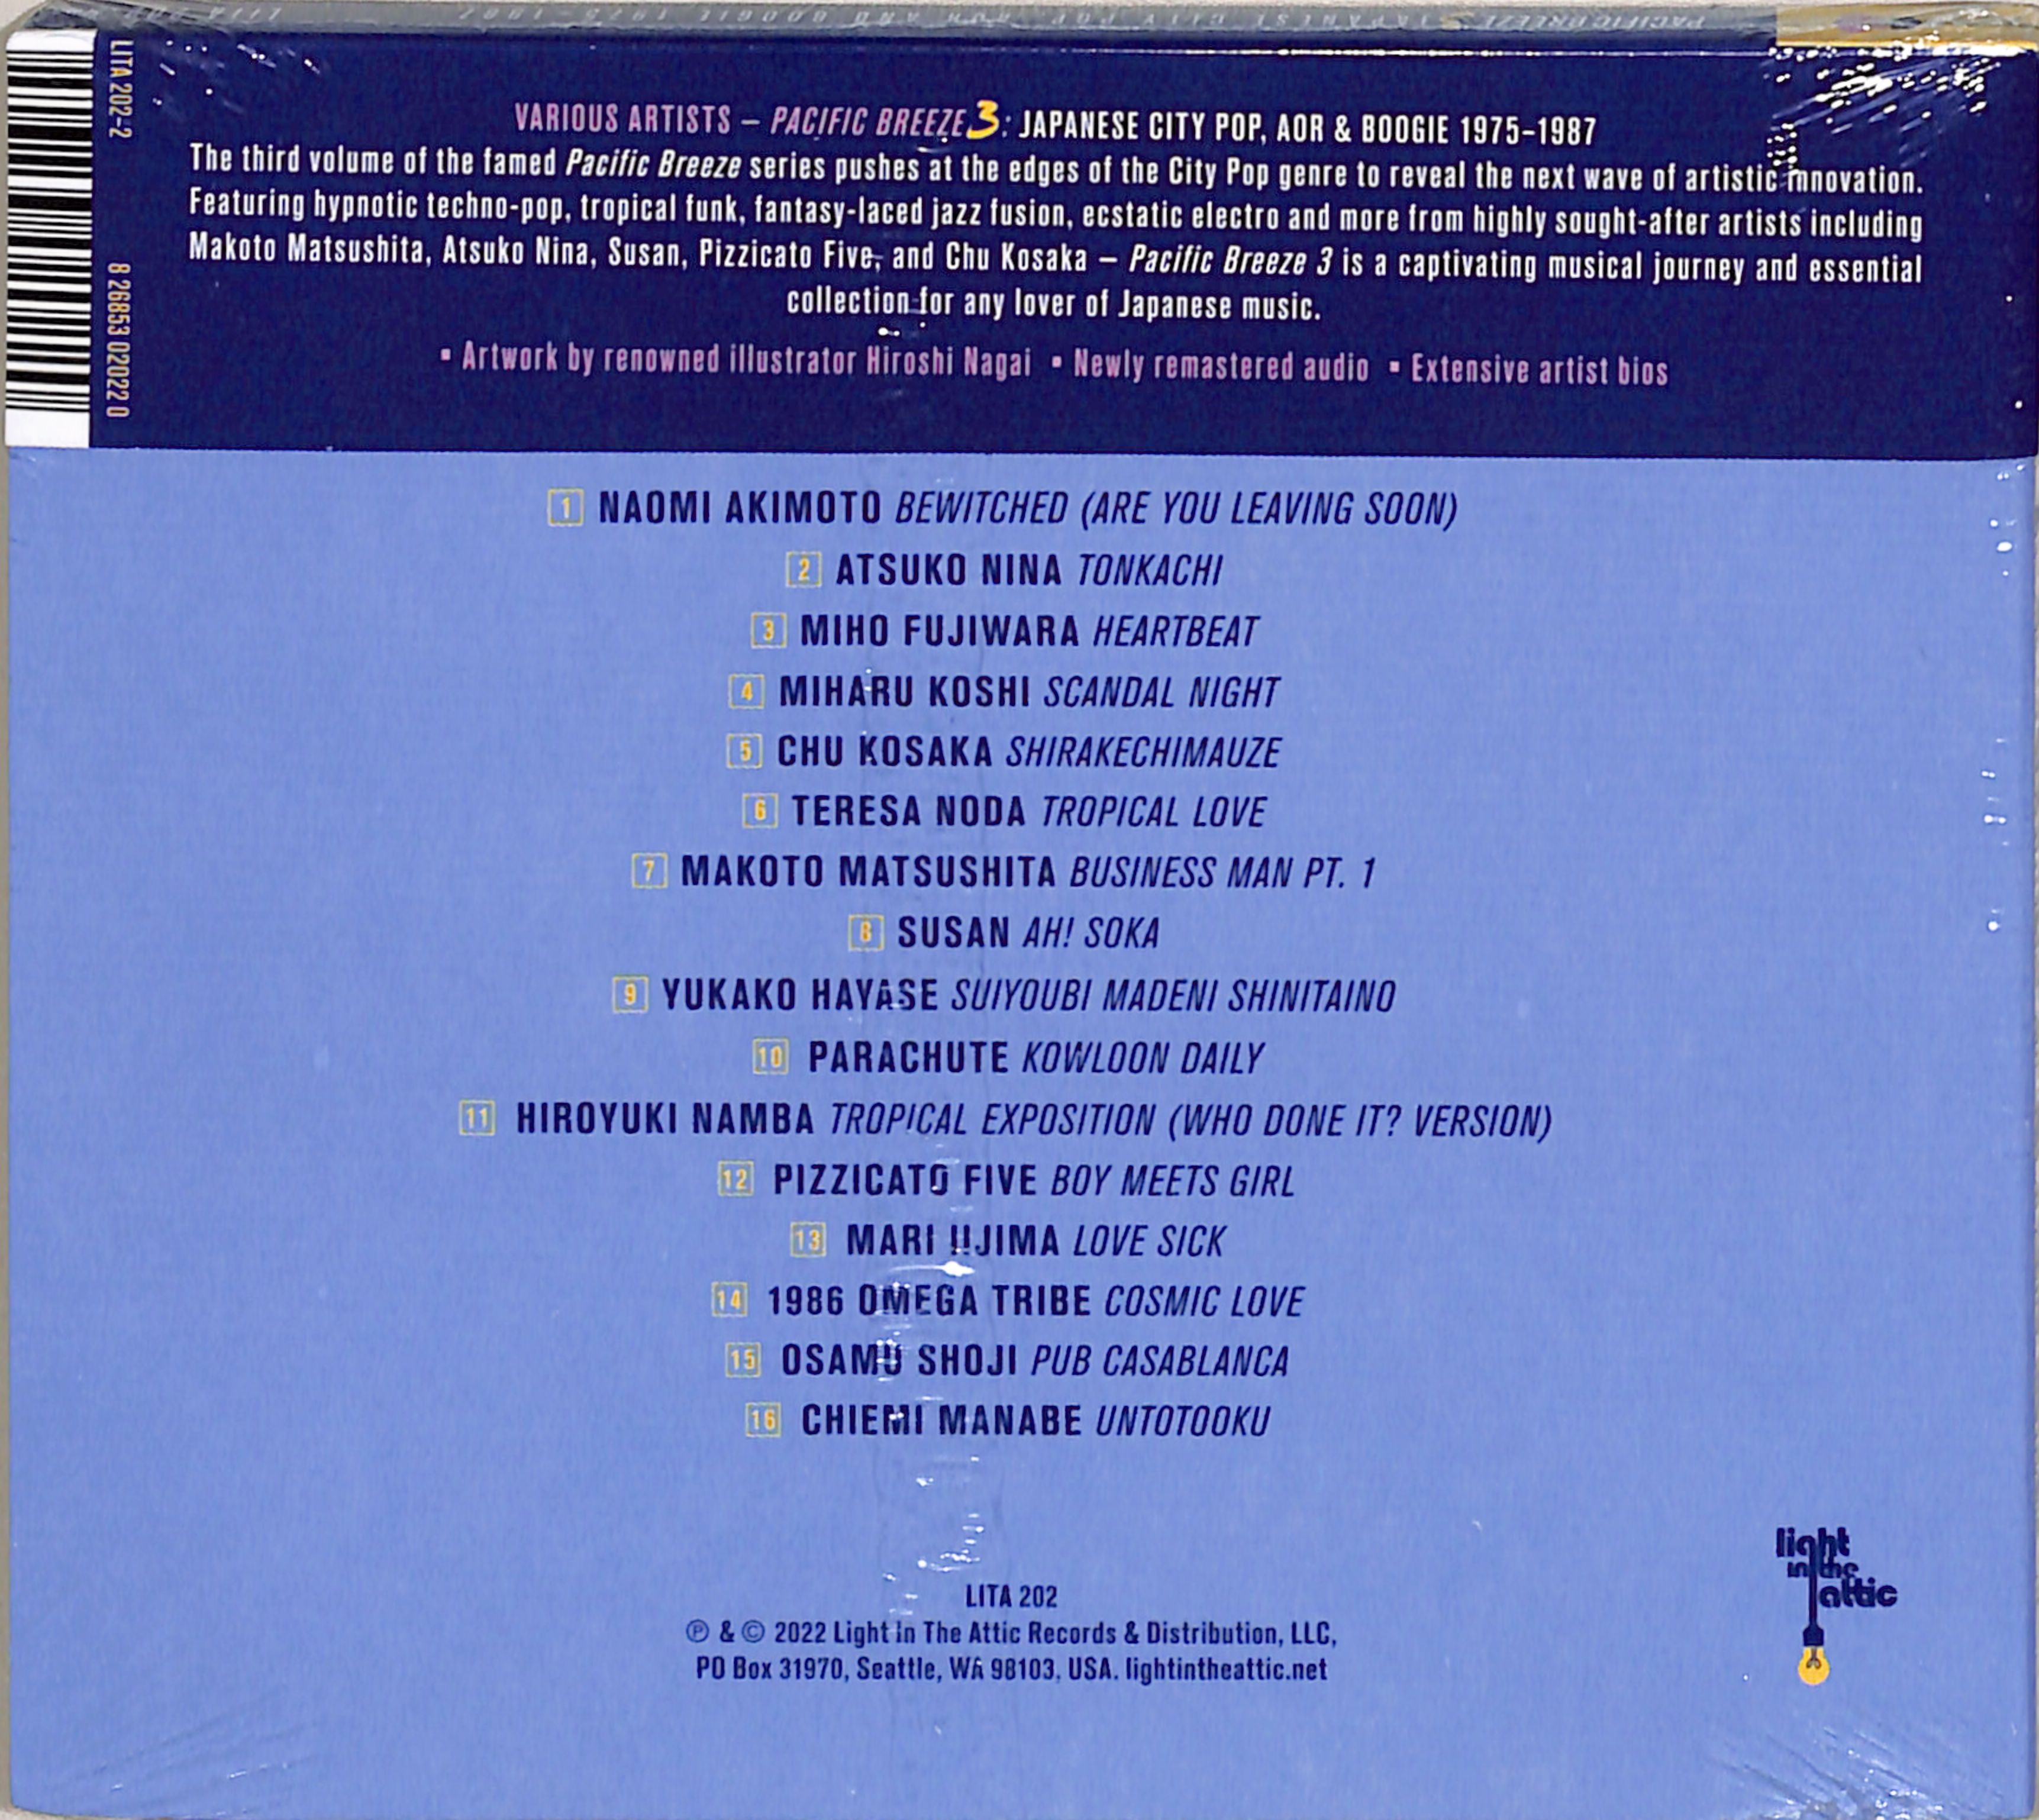 PACIFIC BREEZE 3: JAPANESE CITY POP, AOR AND BOOGIE 1975-1987
LITA 202-2
8 26853 02022 0
VARIOUS ARTISTS – PACIFIC BREEZE 3: JAPANESE CITY POP, AOR & BOOGIE 1975–1987
The third volume of the famed Pacific Breeze series pushes at the edges of the City Pop genre to reveal the next wave of artistic innovation.
Featuring hypnotic techno-pop, tropical funk, fantasy-laced jazz fusion, ecstatic electro and more from highly sought-after artists including
Makoto Matsushita, Atsuko Nina, Susan, Pizzicato Five, and Chu Kosaka – Pacific Breeze 3 is a captivating musical journey and essential
collection for any lover of Japanese music.
▪ Artwork by renowned illustrator Hiroshi Nagai ▪ Newly remastered audio ▪ Extensive artist bios
1 NAOMI AKIMOTO BEWITCHED (ARE YOU LEAVING SOON)
2 ATSUKO NINA TONKACHI
3 MIHO FUJIWARA HEARTBEAT
4 MIHARU KOSHI SCANDAL NIGHT
5 CHU KOSAKA SHIRAKECHIMAUZE
6 TERESA NODA TROPICAL LOVE
7 MAKOTO MATSUSHITA BUSINESS MAN PT. 1
8 SUSAN AH! SOKA
9 YUKAKO HAYASE SUIYOUBI MADENI SHINITAINO
10 PARACHUTE KOWLOON DAILY
11 HIROYUKI NAMBA TROPICAL EXPOSITION (WHO DONE IT? VERSION)
12 PIZZICATO FIVE BOY MEETS GIRL
13 MARI IIJIMA LOVE SICK
14 1986 OMEGA TRIBE COSMIC LOVE
15 OSAMU SHOJI PUB CASABLANCA
16 CHIEMI MANABE UNTOTOOKU
LITA 202
℗ & © 2022 Light In The Attic Records & Distribution, LLC,
PO Box 31970, Seattle, WA 98103. USA. lightintheattic.net
light
in the
attic